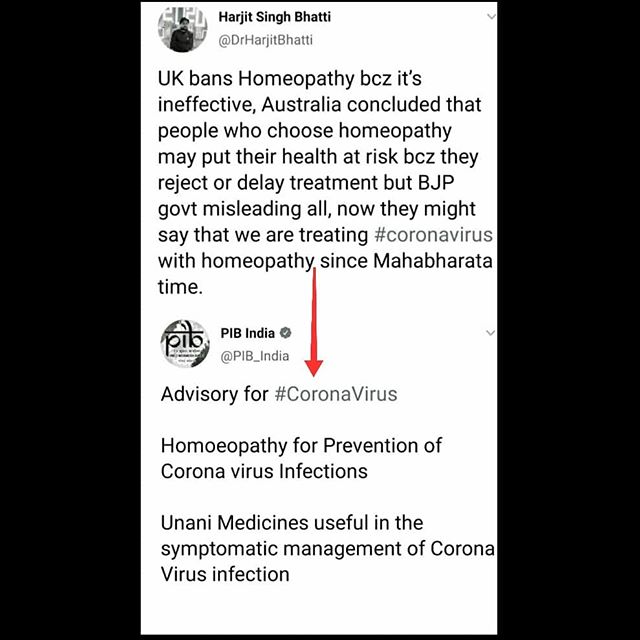 Harjit Singh Bhatti
@DrHarjitBhatti
UK bans Homeopathy bcz it's
ineffective, Australia concluded that
people who choose homeopathy
may put their health at risk bcz they
reject or delay treatment but BJP
govt misleading all, now they might
say that we are treating #coronavirus
with homeopathy since Mahabharata
time.
pib
PIB India
@PIB_India
Advisory for #CoronaVirus
Homoeopathy for Prevention of
Corona virus Infections
Unani Medicines useful in the
symptomatic management of Corona
Virus infection